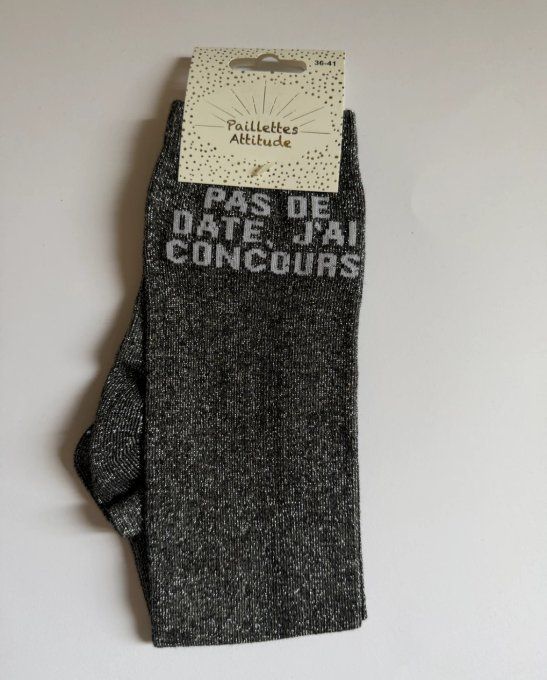 36-41
Paillettes
Attitude
PAS DE
DATE, J'AI
CONCOURS